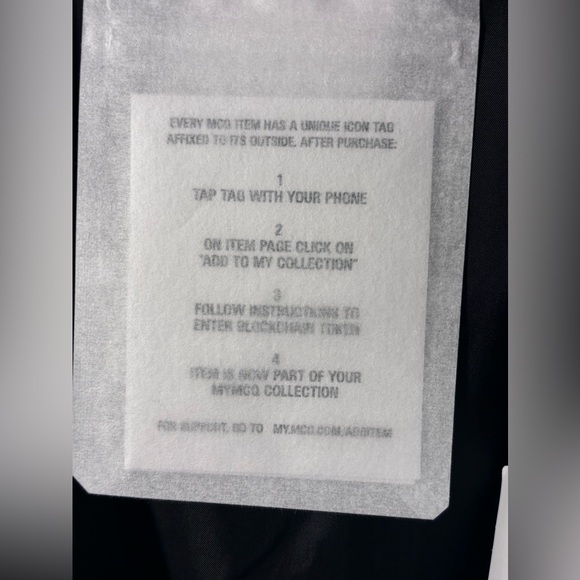 EVERY MCQ ITEM HAS A UNIQUE ICON TAG
AFFIXED TO ITS OUTSIDE. AFTER PURCHASE:
1
TAP TAG WITH YOUR PHONE
2
ON ITEM PAGE CLICK ON
"ADD TO MY COLLECTION"
3
FOLLOW INSTRUCTIONS TO
ENTER BLOCKCHAIN TOKEN
4
ITEM IS NOW PART OF YOUR
MYMCQ COLLECTION
FOR SUPPORT, GO TO MY.MCQ.COM/ADDITEM